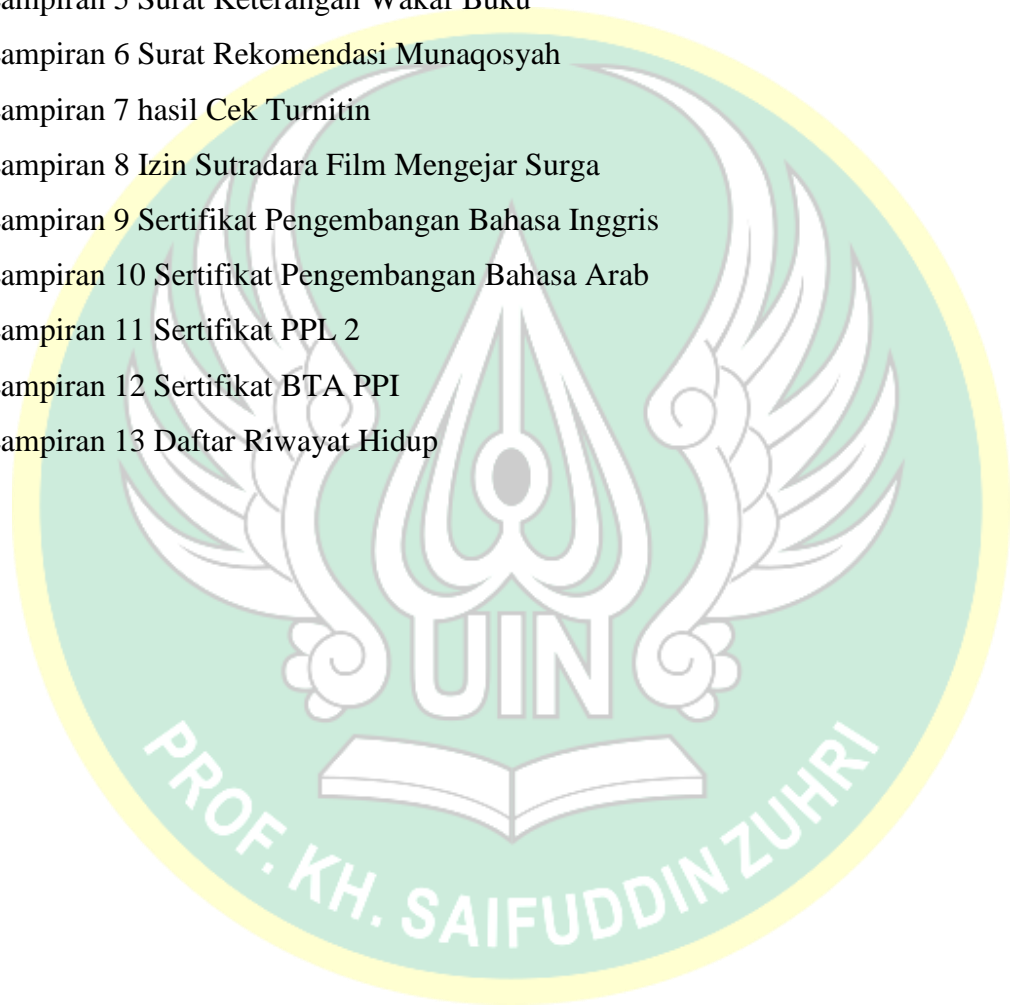 ampiran 5 Surat Keterangan Wakaf Buku
ampiran 6 Surat Rekomendasi Munaqosyah
ampiran 7 hasil Cek Turnitin
ampiran 8 Izin Sutradara Film Mengejar Surga
ampiran 9 Sertifikat Pengembangan Bahasa Inggris
ampiran 10 Sertifikat Pengembangan Bahasa Arab
ampiran 11 Sertifikat PPL 2
ampiran 12 Sertifikat BTA PPI
ampiran 13 Daftar Riwayat Hidup
UIN
PROF. KH. SAIFUDDIN ZUHRI